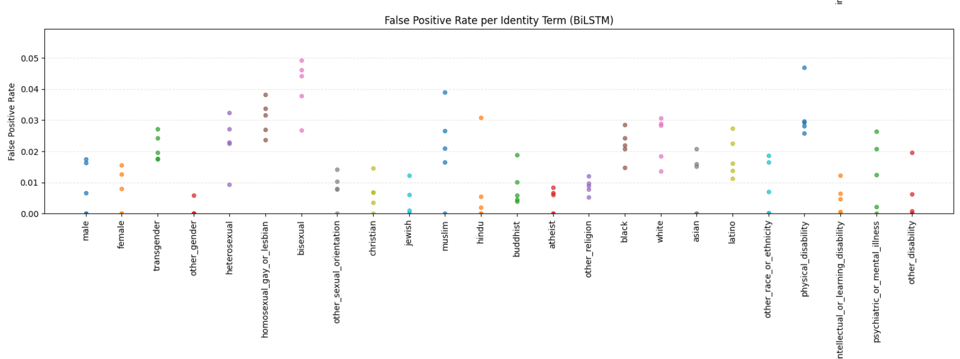 in
False Positive Rate per Identity Term (BiLSTM)
False Positive Rate
0.05
0.04
0.03
0.02
0.01
0.00
male
female
transgender
other_gender
heterosexual
homosexual_gay_or_lesbian
bisexual
other_sexual_orientation
christian
jewish
muslim
hindu
buddhist
atheist
other_religion
black
white
asian
latino
other_race_or_ethnicity
physical_disability
ntellectual_or_learning_disability
psychiatric_or_mental_illness
other_disability